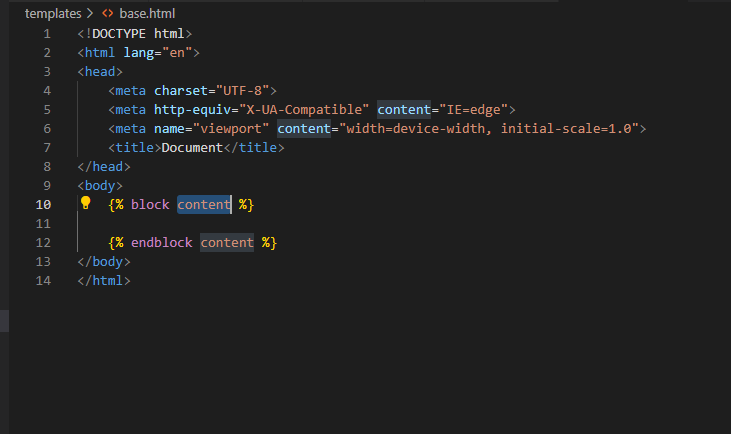 templates > <> base.html
1 <!DOCTYPE html>
2 <html lang="en">
3 <head>
4     <meta charset="UTF-8">
5     <meta http-equiv="X-UA-Compatible" content="IE=edge">
6     <meta name="viewport" content="width=device-width, initial-scale=1.0">
7     <title>Document</title>
8 </head>
9 <body>
10     {% block content %}
11
12     {% endblock content %}
13 </body>
14 </html>